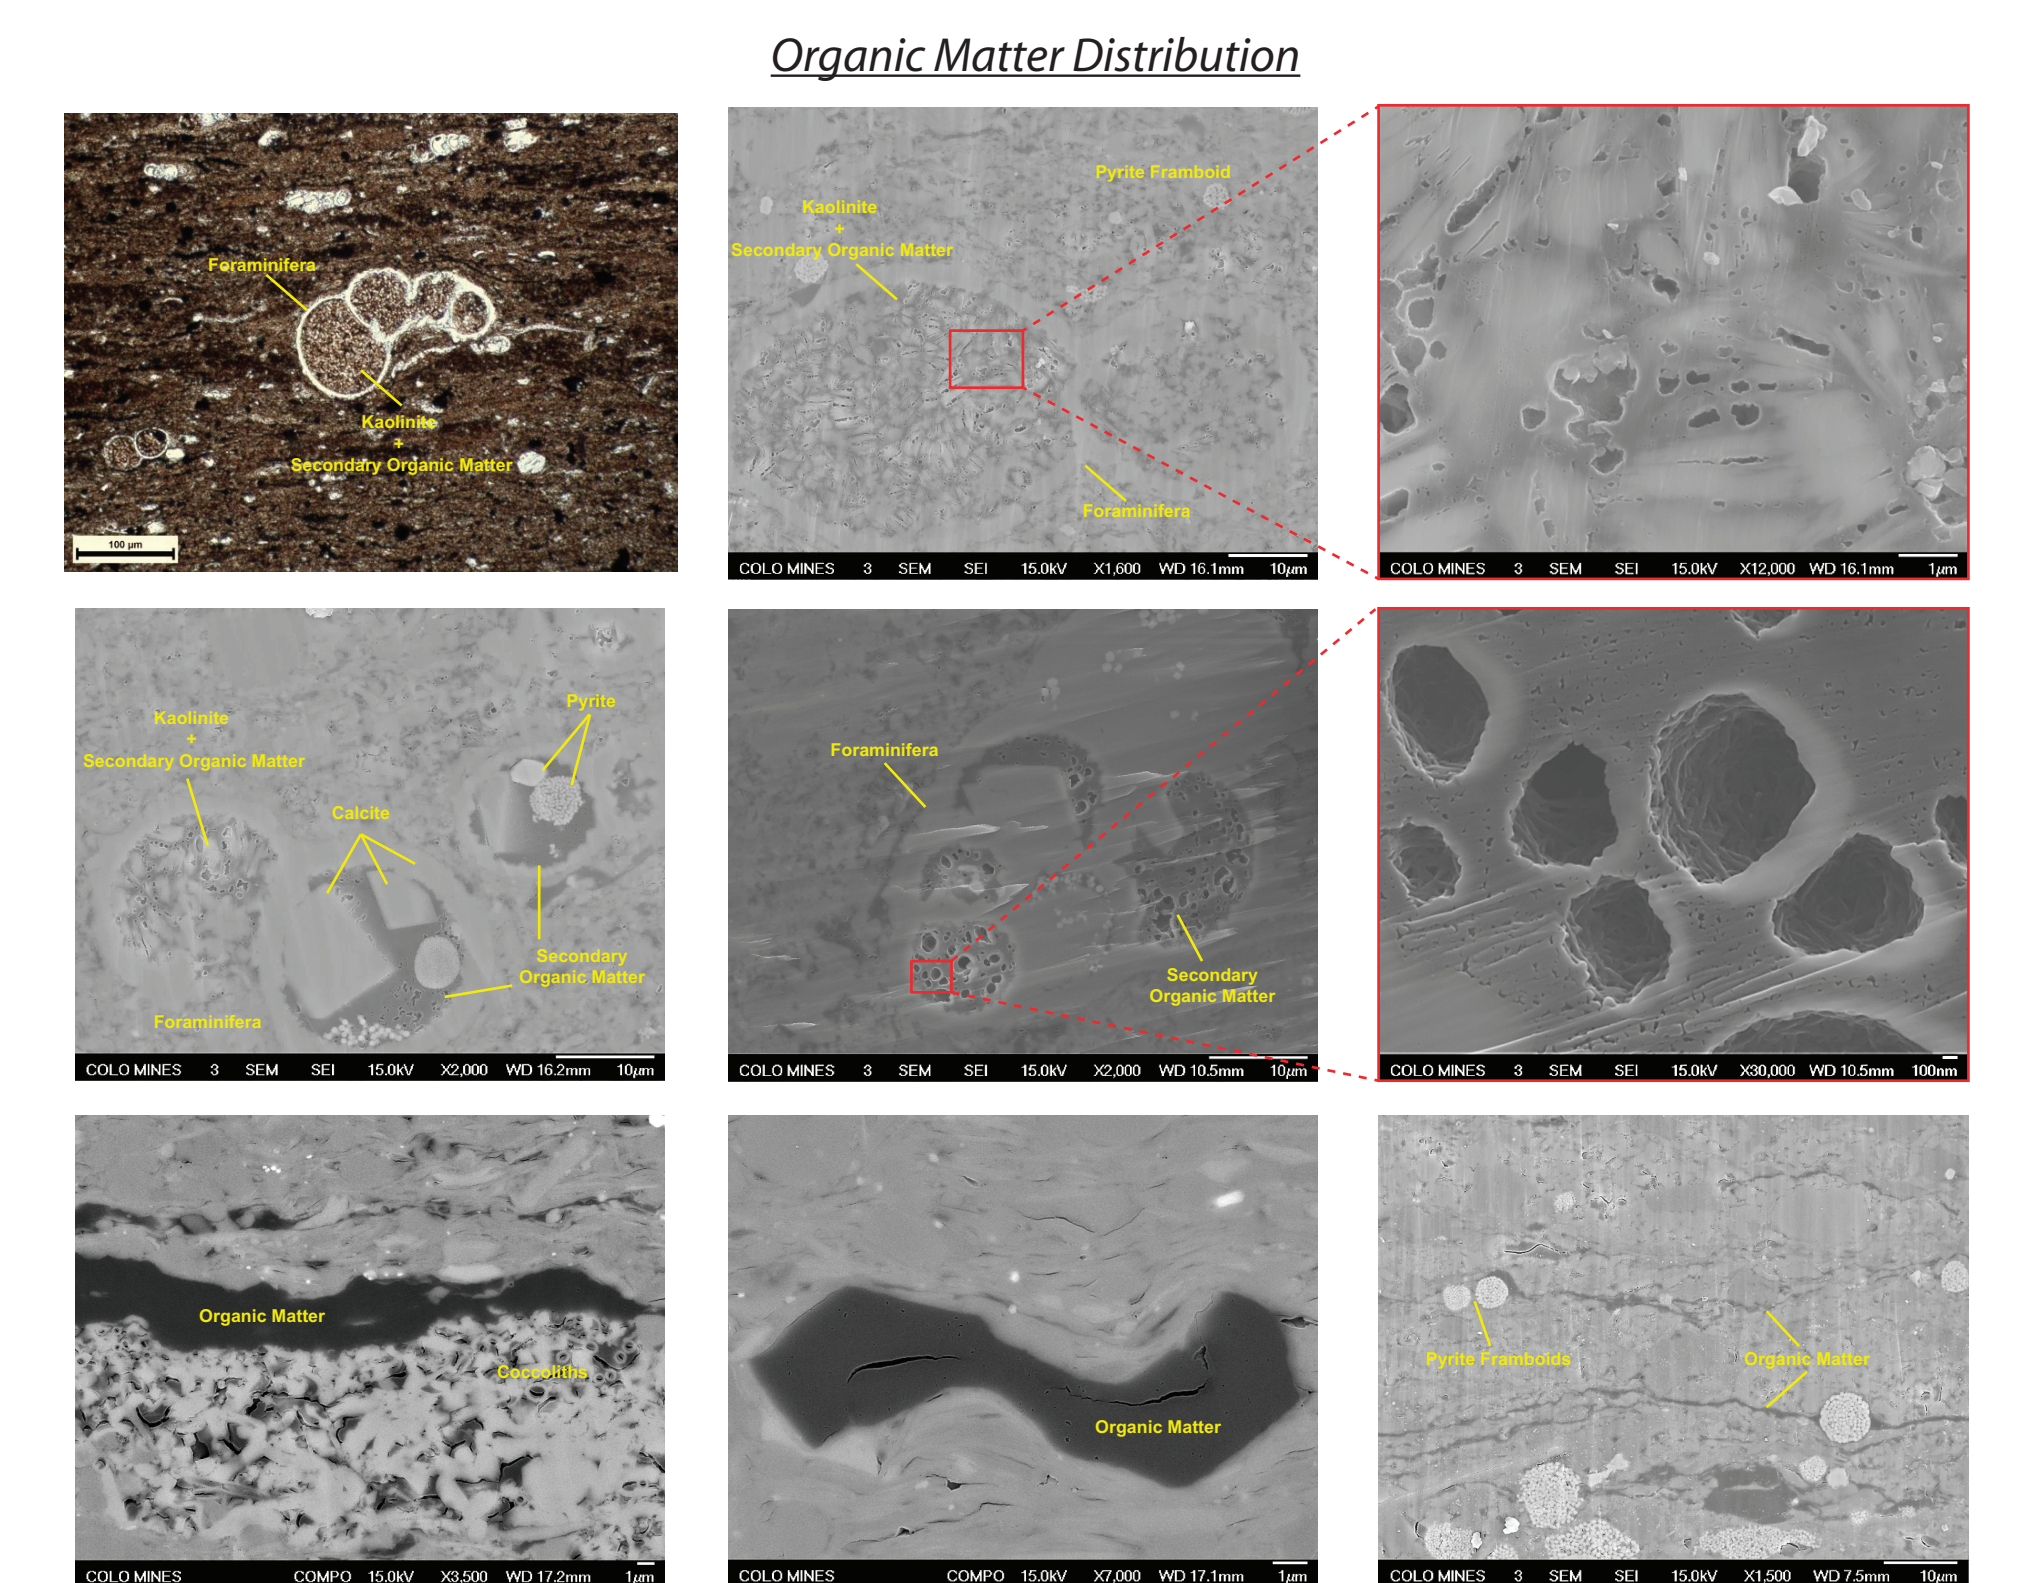 Organic Matter Distribution
Foraminifera
Kaolinite
+
Secondary Organic Matter
100 µm
Pyrite Framboid
Kaolinite
+
Secondary Organic Matter
Foraminifera
COLO MINES 3 SEM SEI 15.0kV X1,600 WD 16.1mm 10µm
COLO MINES 3 SEM SEI 15.0kV X12,000 WD 16.1mm 1µm
Pyrite
Kaolinite
+
Secondary Organic Matter
Calcite
Secondary
Organic Matter
Foraminifera
COLO MINES 3 SEM SEI 15.0kV X2,000 WD 16.2mm 10µm
Foraminifera
Secondary
Organic Matter
COLO MINES 3 SEM SEI 15.0kV X2,000 WD 10.5mm 10µm
COLO MINES 3 SEM SEI 15.0kV X30,000 WD 10.5mm 100nm
Organic Matter
Coccoliths
COLO MINES COMPO 15.0kV X3,500 WD 17.2mm 1µm
Organic Matter
COLO MINES COMPO 15.0kV X7,000 WD 17.1mm 1µm
Pyrite Framboids
Organic Matter
COLO MINES 3 SEM SEI 15.0kV X1,500 WD 7.5mm 10µm